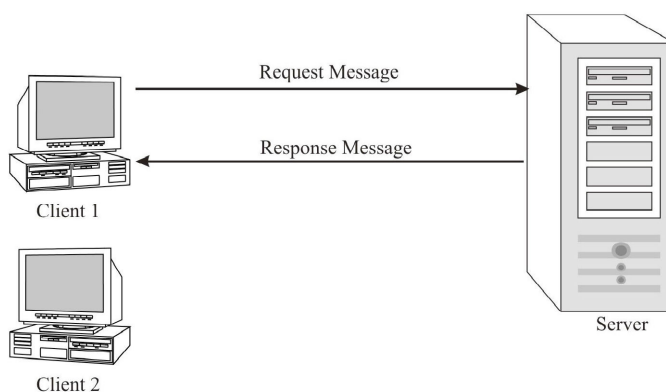 Request Message
Response Message
Client 1
Server
Client 2